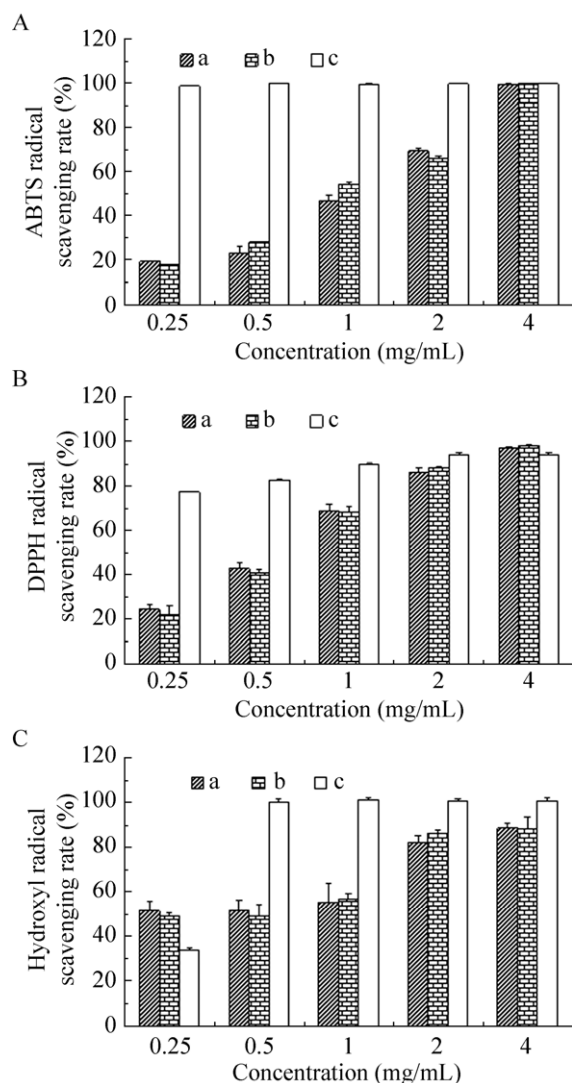 A
120
100
80
60
40
20
0
a b c
ABTS radical
scavenging rate (%)
0.25 0.5 1 2 4
Concentration (mg/mL)
B
120
100
80
60
40
20
0
a b c
DPPH radical
scavenging rate (%)
0.25 0.5 1 2 4
Concentration (mg/mL)
C
120
100
80
60
40
20
0
a b c
Hydroxyl radical
scavenging rate (%)
0.25 0.5 1 2 4
Concentration (mg/mL)